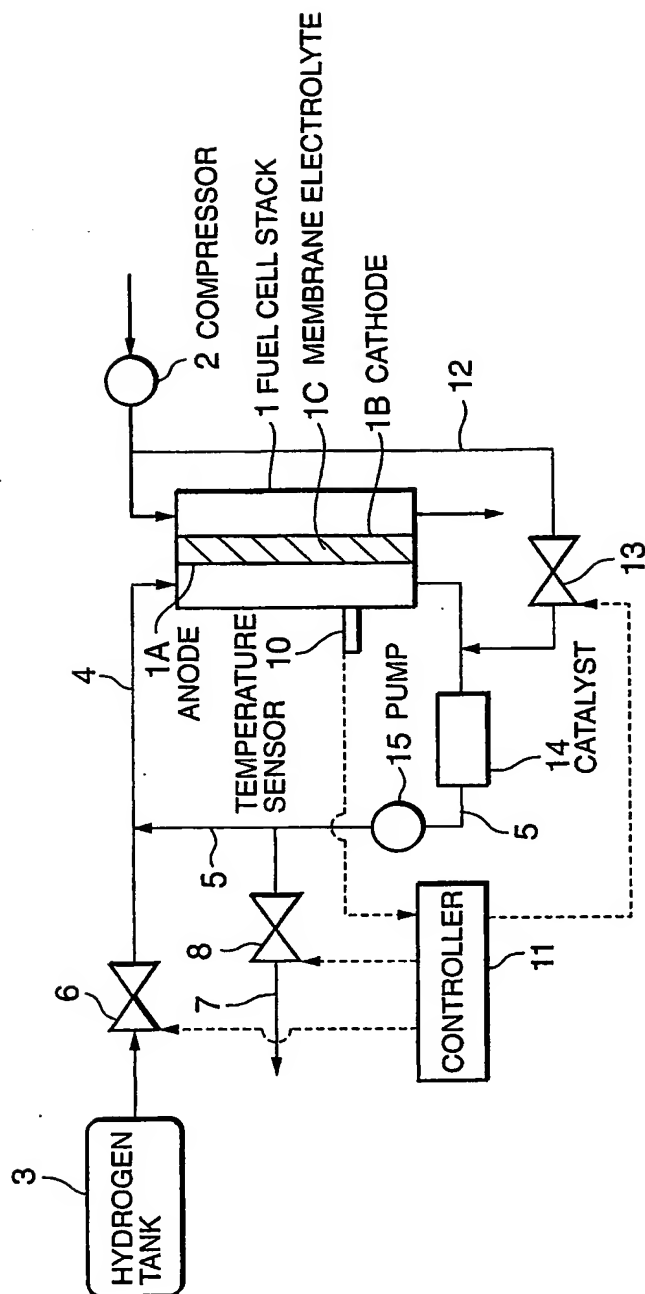 2 COMPRESSOR
1 FUEL CELL STACK
1C MEMBRANE ELECTROLYTE
1B CATHODE
12
4
1A
ANODE
TEMPERATURE
SENSOR
10
13
15 PUMP
14
CATALYST
5
5
3
HYDROGEN
TANK
6
8
7
CONTROLLER
11